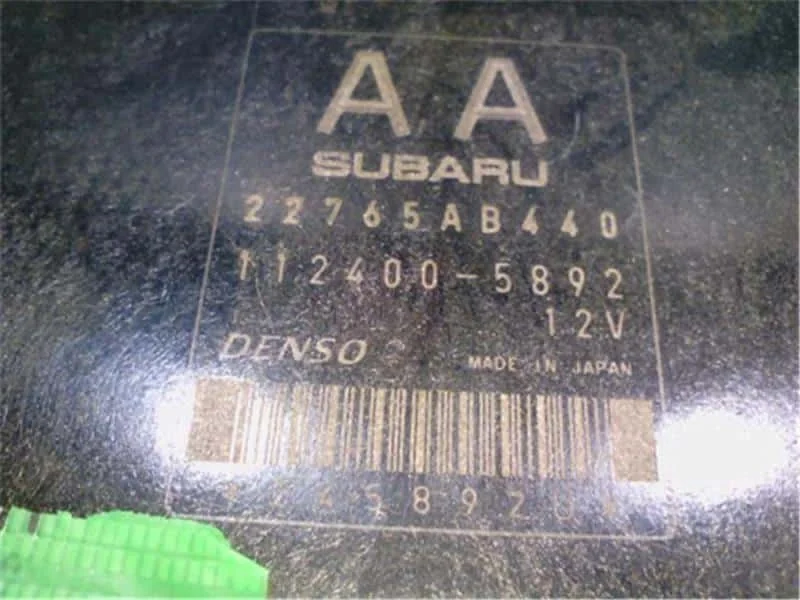 AA
SUBARU
22765AB440
112400-5892
12V
DENSO MADE IN JAPAN